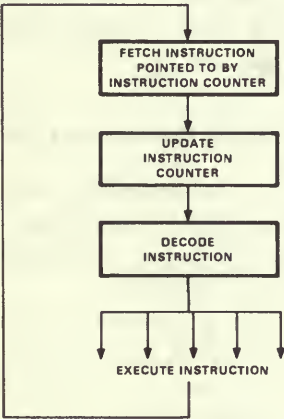 FETCH INSTRUCTION
POINTED TO BY
INSTRUCTION COUNTER
UPDATE
INSTRUCTION
COUNTER
DECODE
INSTRUCTION
EXECUTE INSTRUCTION